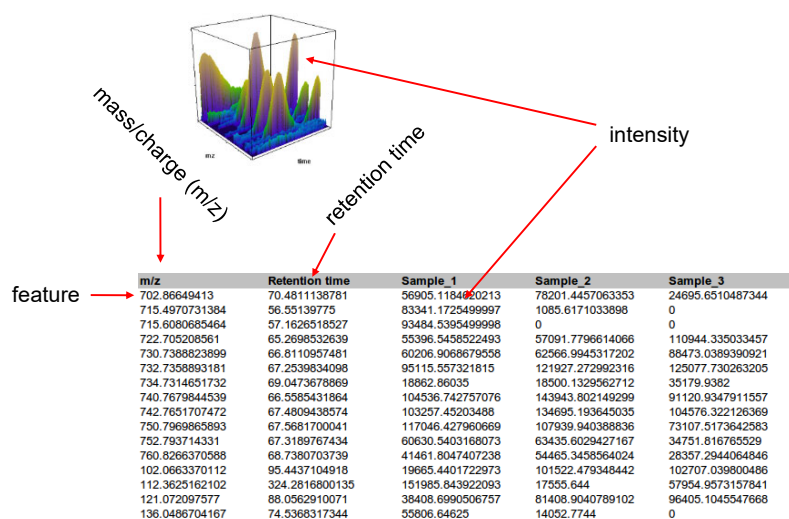 mz
time
mass/charge (m/z)
retention time
intensity
feature
m/z Retention time Sample_1 Sample_2 Sample_3
702.86649413 70.4811138781 56905.1184620213 78201.4457063353 24695.6510487344
715.4970731384 56.55139775 83341.1725499997 1085.6171033898 0
715.6080685464 57.1626518527 93484.5395499998 0 0
722.705208561 65.2698532639 55396.5458522493 57091.7796614066 110944.335033457
730.7388823899 66.8110957481 60206.9068679558 62566.9945317202 88473.0389390921
732.7358893181 67.2539834098 95115.557321815 121927.272992316 125077.730263205
734.7314651732 69.0473678869 18862.86035 18500.1329562712 35179.9382
740.7679844539 66.5585431864 104536.742757076 143943.802149299 91120.9347911557
742.7651707472 67.4809438574 103257.45203488 134695.193645035 104576.322126369
750.7969865893 67.5681700041 117046.427960669 107939.940388836 73107.5173642583
752.793714331 67.3189767434 60630.5403168073 63435.6029427167 34751.816765529
760.8266370588 68.7380703739 41461.8047407238 54465.3458564024 28357.2944064846
102.0663370112 95.4437104918 19665.4401722973 101522.479348442 102707.039800486
112.3625162102 324.2816800135 151985.843922093 17555.644 57954.9573157841
121.072097577 88.0562910071 38408.6990506757 81408.9040789102 96405.1045547668
136.0486704167 74.5368317344 55806.64625 14052.7744 0